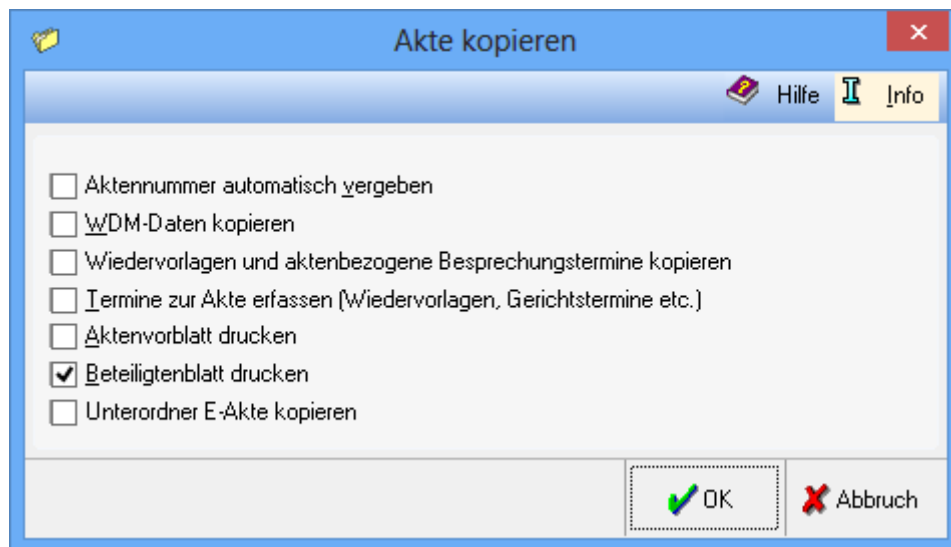 Akte kopieren
Hilfe Info
Aktennummer automatisch vergeben
WDM-Daten kopieren
Wiedervorlagen und aktenbezogene Besprechungstermine kopieren
Termine zur Akte erfassen (Wiedervorlagen, Gerichtstermine etc.)
Aktenvorblatt drucken
Beteiligtenblatt drucken
Unterordner E-Akte kopieren
OK Abbruch